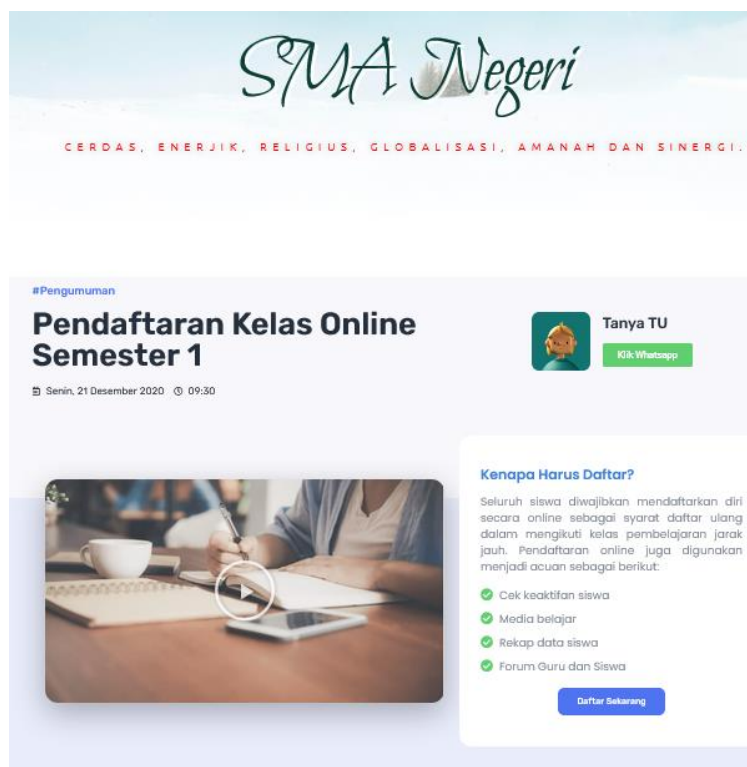 SMA Negeri
CERDAS, ENERJIK, RELIGIUS, GLOBALISASI, AMANAH DAN SINERGI.
#Pengumuman
Pendaftaran Kelas Online
Semester 1
Senin, 21 Desember 2020 09:30
Tanya TU
Klik Whatsapp
Kenapa Harus Daftar?
Seluruh siswa diwajibkan mendaftarkan diri
secara online sebagai syarat daftar ulang
dalam mengikuti kelas pembelajaran jarak
jauh. Pendaftaran online juga digunakan
menjadi acuan sebagai berikut:
Cek keaktifan siswa
Media belajar
Rekap data siswa
Forum Guru dan Siswa
Daftar Sekarang